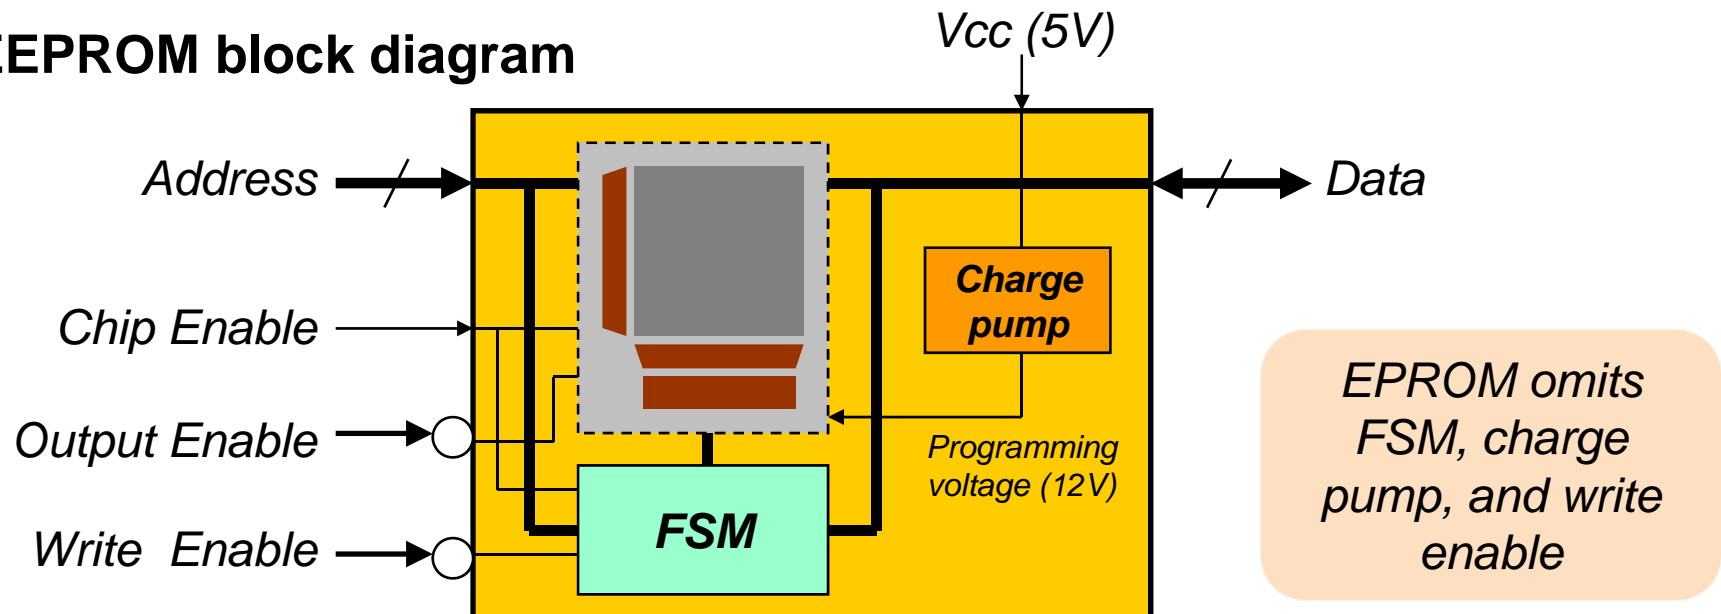 EEPROM block diagram
Vcc (5V)
Address
Data
Charge
pump
Chip Enable
Output Enable
Programming
voltage (12V)
Write Enable
FSM
EPROM omits
FSM, charge
pump, and write
enable